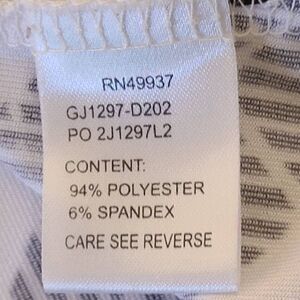 RN49937
GJ1297-D202
PO 2J1297L2
CONTENT:
94% POLYESTER
6% SPANDEX
CARE SEE REVERSE